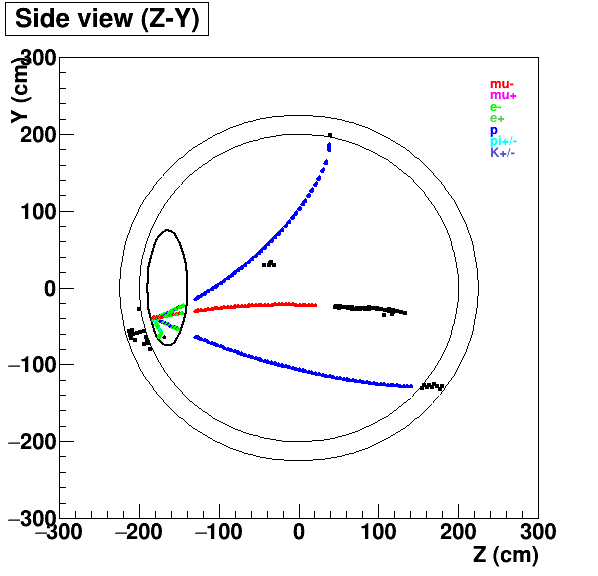 Side view (Z-Y)
Y (cm)
300
200
100
0
−100
−200
−300
mu-
mu+
e-
e+
p
pi+/-
K+/-
−300 −200 −100 0 100 200 300
Z (cm)